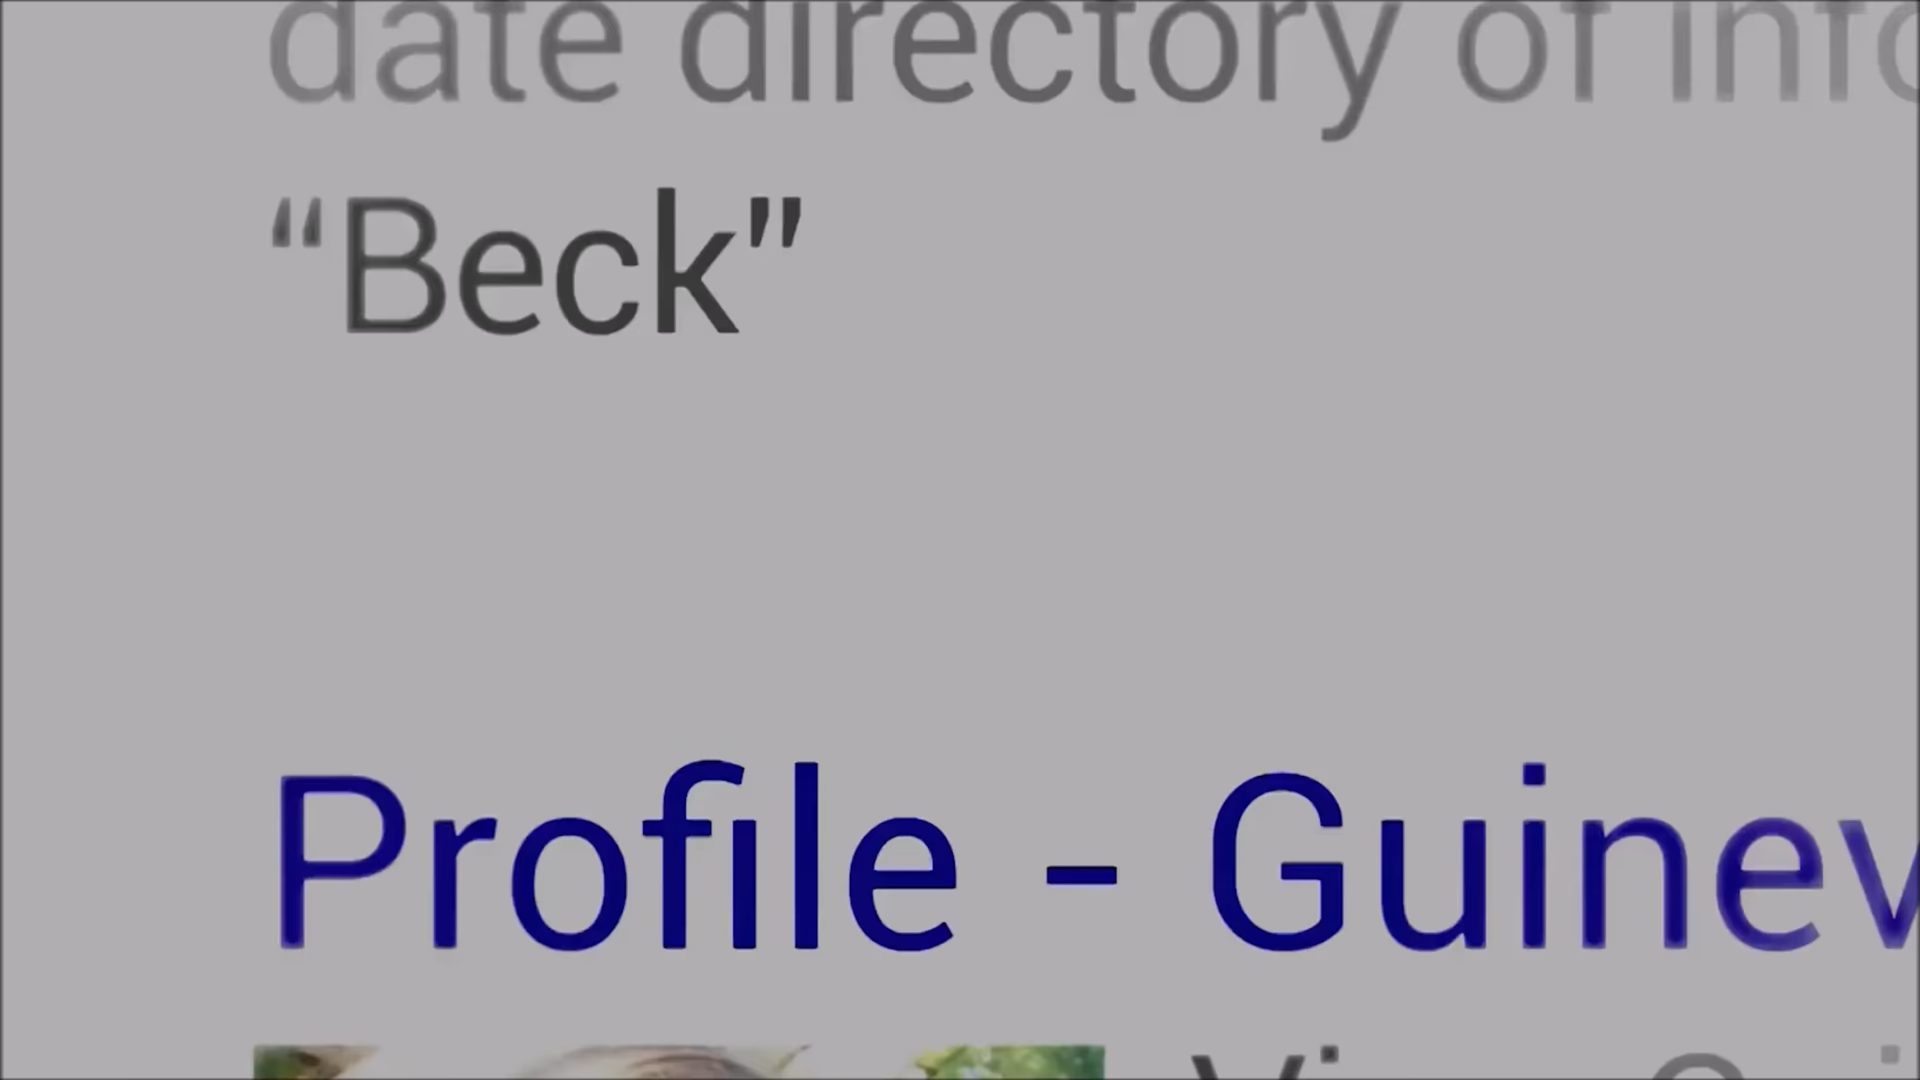 date directory of info
“Beck”
Profile - Guinev